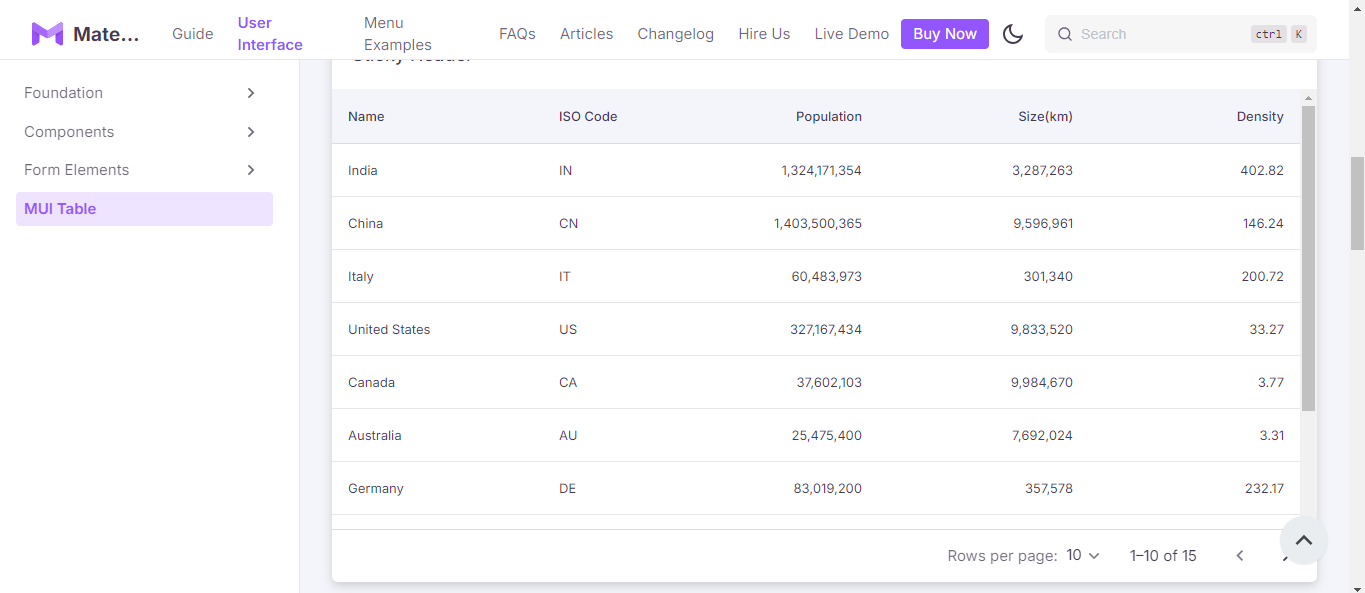 Mate...
Guide
User
Interface
Menu
Examples
FAQs
Articles
Changelog
Hire Us
Live Demo
Buy Now
Search
ctrl K
Foundation
Components
Form Elements
MUI Table
Sticky Header
Name ISO Code Population Size(km) Density
India IN 1,324,171,354 3,287,263 402.82
China CN 1,403,500,365 9,596,961 146.24
Italy IT 60,483,973 301,340 200.72
United States US 327,167,434 9,833,520 33.27
Canada CA 37,602,103 9,984,670 3.77
Australia AU 25,475,400 7,692,024 3.31
Germany DE 83,019,200 357,578 232.17
Rows per page: 10 1–10 of 15